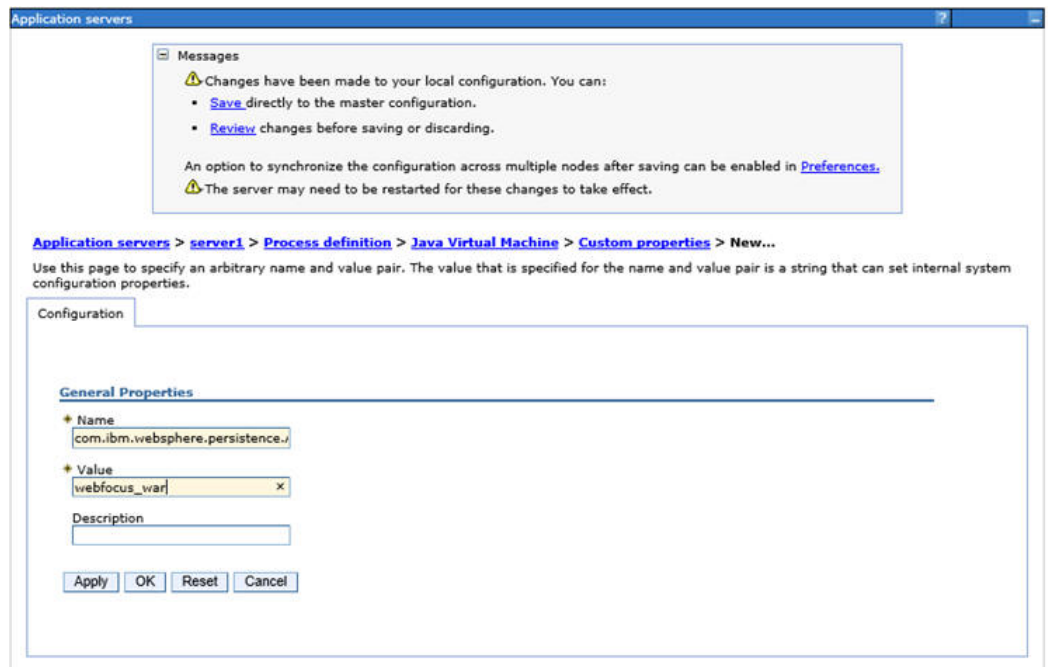 Application servers ? –
Messages
Changes have been made to your local configuration. You can:
▪ Save directly to the master configuration.
▪ Review changes before saving or discarding.
An option to synchronize the configuration across multiple nodes after saving can be enabled in Preferences.
The server may need to be restarted for these changes to take effect.
Application servers > server1 > Process definition > Java Virtual Machine > Custom properties > New...
Use this page to specify an arbitrary name and value pair. The value that is specified for the name and value pair is a string that can set internal system
configuration properties.
Configuration
General Properties
Name
com.ibm.websphere.persistence.
Value
webfocus_war ×
Description
Apply OK Reset Cancel